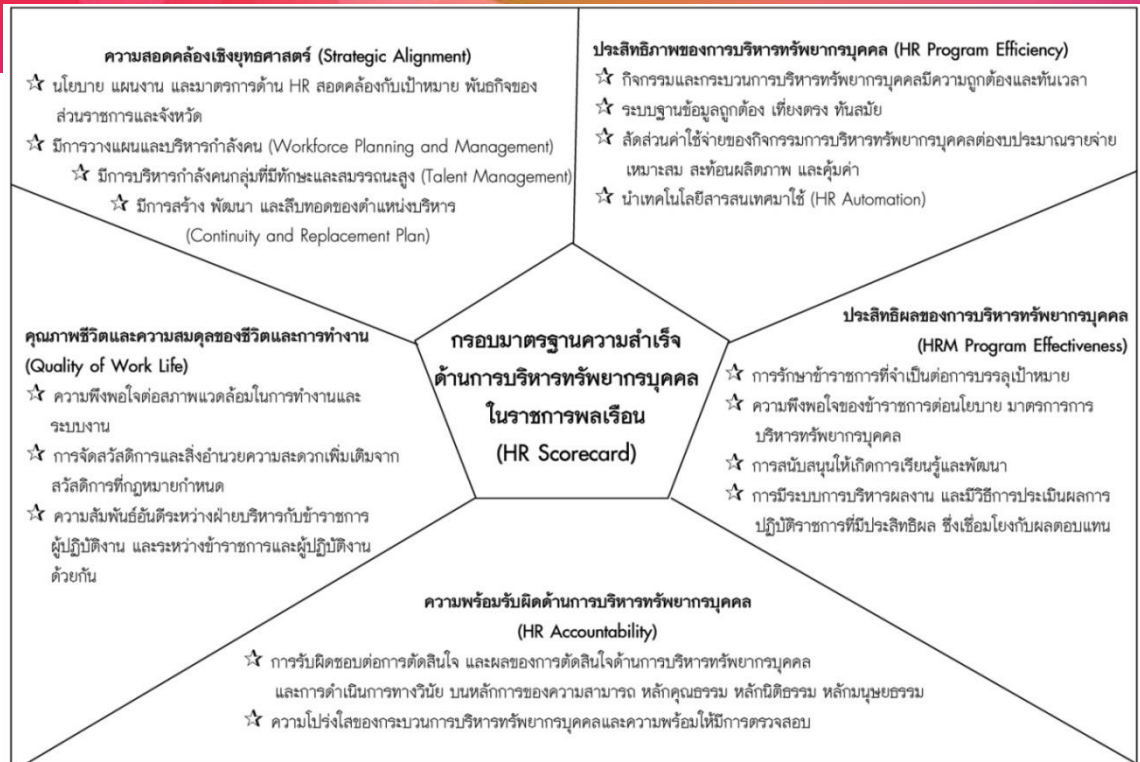 ความสอดคล้องเชิงยุทธศาสตร์ (Strategic Alignment)
☆ นโยบาย แผนงาน และมาตรการด้าน HR สอดคล้องกับเป้าหมาย พันธกิจของ
ส่วนราชการและจังหวัด
☆ มีการวางแผนและบริหารกำลังคน (Workforce Planning and Management)
☆ มีการบริหารกำลังคนกลุ่มที่มีทักษะและสมรรถนะสูง (Talent Management)
☆ มีการสร้าง พัฒนา และสืบทอดของตำแหน่งบริหาร
(Continuity and Replacement Plan)
ประสิทธิภาพของการบริหารทรัพยากรบุคคล (HR Program Efficiency)
☆ กิจกรรมและกระบวนการบริหารทรัพยากรบุคคลมีความถูกต้องและทันเวลา
☆ ระบบฐานข้อมูลถูกต้อง เที่ยงตรง ทันสมัย
☆ สัดส่วนค่าใช้จ่ายของกิจกรรมการบริหารทรัพยากรบุคคลต่องบประมาณรายจ่าย
เหมาะสม สะท้อนผลิตภาพ และคุ้มค่า
☆ นำเทคโนโลยีสารสนเทศมาใช้ (HR Automation)
คุณภาพชีวิตและความสมดุลของชีวิตและการทำงาน
(Quality of Work Life)
☆ ความพึงพอใจต่อสภาพแวดล้อมในการทำงานและ
ระบบงาน
☆ การจัดสวัสดิการและสิ่งอำนวยความสะดวกเพิ่มเติมจาก
สวัสดิการที่กฎหมายกำหนด
☆ ความสัมพันธ์อันดีระหว่างฝ่ายบริหารกับข้าราชการ
ผู้ปฏิบัติงาน และระหว่างข้าราชการและผู้ปฏิบัติงาน
ด้วยกัน
กรอบมาตรฐานความสำเร็จ
ด้านการบริหารทรัพยากรบุคคล
ในราชการพลเรือน
(HR Scorecard)
ประสิทธิผลของการบริหารทรัพยากรบุคคล
(HRM Program Effectiveness)
☆ การรักษาข้าราชการที่จำเป็นต่อการบรรลุเป้าหมาย
☆ ความพึงพอใจของข้าราชการต่อนโยบาย มาตรการการ
บริหารทรัพยากรบุคคล
☆ การสนับสนุนให้เกิดการเรียนรู้และพัฒนา
☆ การมีระบบการบริหารผลงาน และมีวิธีการประเมินผลการ
ปฏิบัติราชการที่มีประสิทธิผล ซึ่งเชื่อมโยงกับผลตอบแทน
ความพร้อมรับผิดด้านการบริหารทรัพยากรบุคคล
(HR Accountability)
☆ การรับผิดชอบต่อการตัดสินใจ และผลของการตัดสินใจด้านการบริหารทรัพยากรบุคคล
และการดำเนินการทางวินัย บนหลักการของความสามารถ หลักคุณธรรม หลักนิติธรรม หลักมนุษยธรรม
☆ ความโปร่งใสของกระบวนการบริหารทรัพยากรบุคคลและความพร้อมให้มีการตรวจสอบ